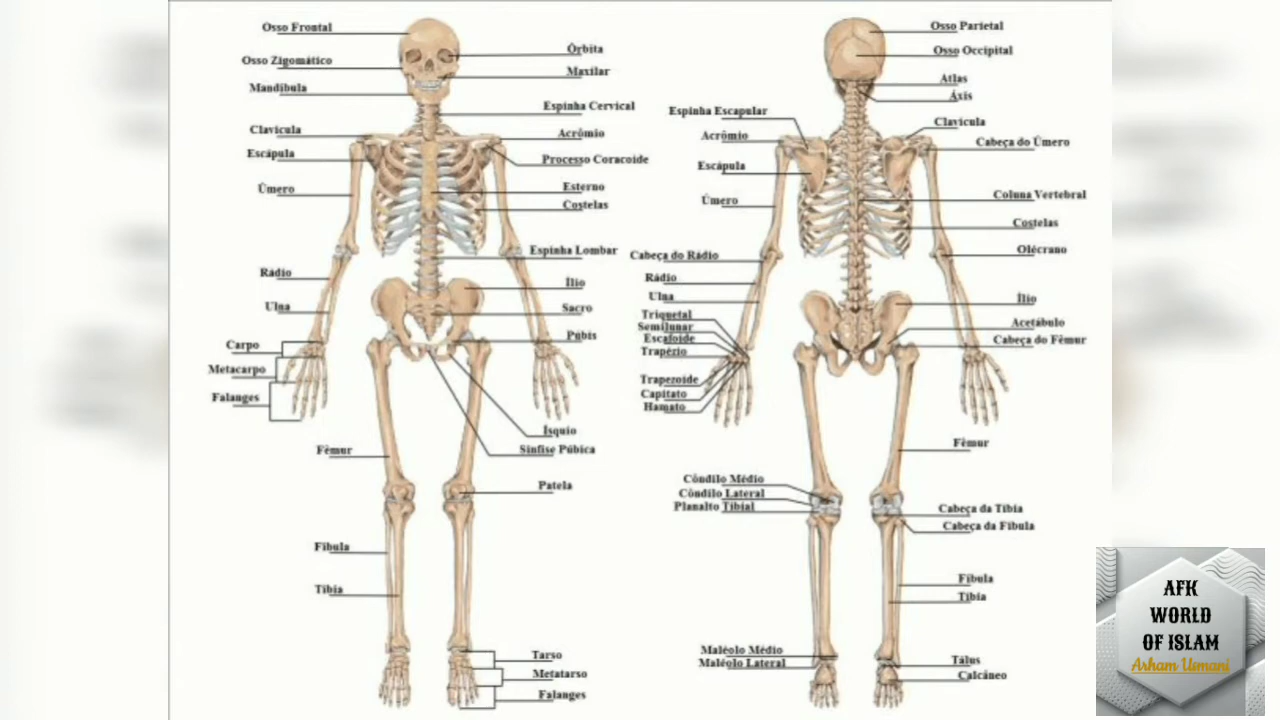 Osso Frontal
Osso Zigomático
Mandíbula
Clavícula
Escápula
Úmero
Rádio
Ulna
Carpo
Metacarpo
Falanges
Fêmur
Fíbula
Tíbia
Órbita
Maxilar
Espinha Cervical
Acrômio
Processo Coracoide
Esterno
Costelas
Espinha Lombar
Ílio
Sacro
Púbis
Ísquio
Sínfise Púbica
Patela
Tarso
Metatarso
Falanges
Espinha Escapular
Acrômio
Escápula
Úmero
Cabeça do Rádio
Rádio
Ulna
Triquetal
Semilunar
Escafoide
Trapézio
Trapezoide
Capitato
Hamato
Côndilo Médio
Côndilo Lateral
Planalto Tibial
Maléolo Médio
Maléolo Lateral
Osso Parietal
Osso Occipital
Atlas
Áxis
Clavícula
Cabeça do Úmero
Coluna Vertebral
Costelas
Olécrano
Ílio
Acetábulo
Cabeça do Fêmur
Fêmur
Cabeça da Tíbia
Cabeça da Fíbula
Fíbula
Tíbia
Tálus
Calcâneo
AFK
WORLD
OF ISLAM
Arham Usmani